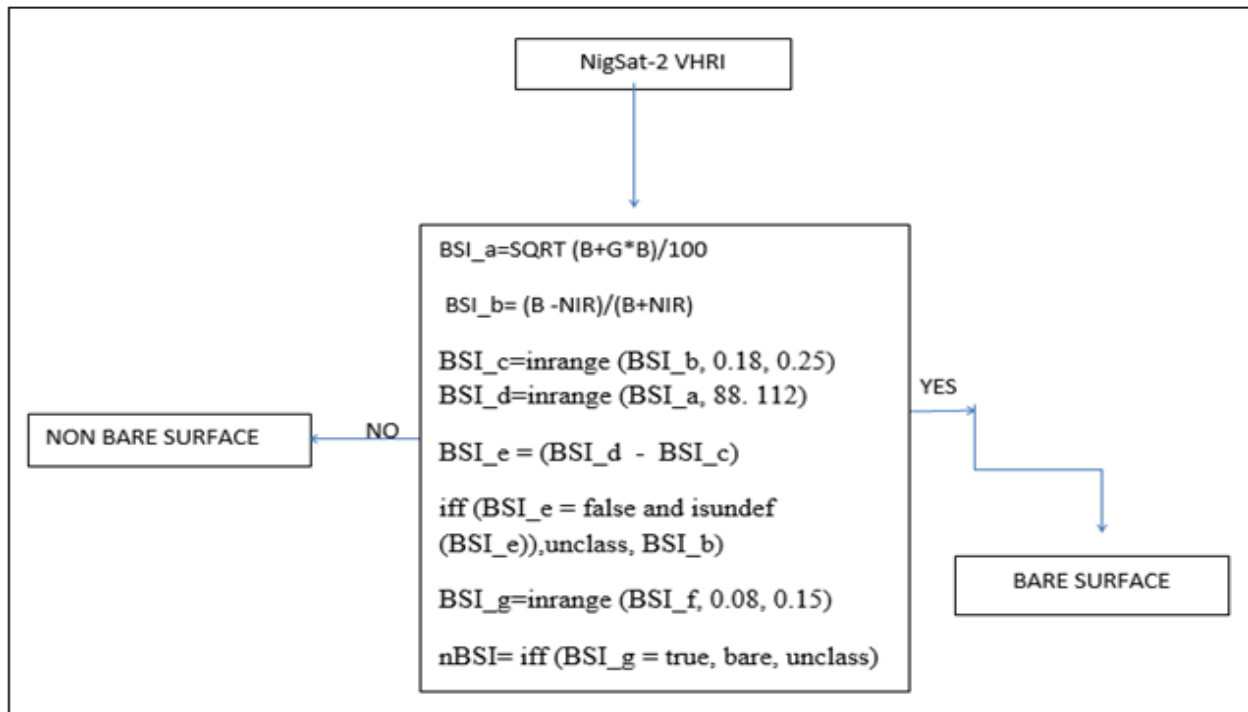 NigSat-2 VHRI
BSI_a=SQRT (B+G*B)/100
BSI_b= (B -NIR)/(B+NIR)
BSI_c=inrange (BSI_b, 0.18, 0.25)
BSI_d=inrange (BSI_a, 88. 112)
BSI_e = (BSI_d - BSI_c)
iff (BSI_e = false and isundef
(BSI_e)),unclass, BSI_b)
BSI_g=inrange (BSI_f, 0.08, 0.15)
nBSI= iff (BSI_g = true, bare, unclass)
NO
NON BARE SURFACE
YES
BARE SURFACE